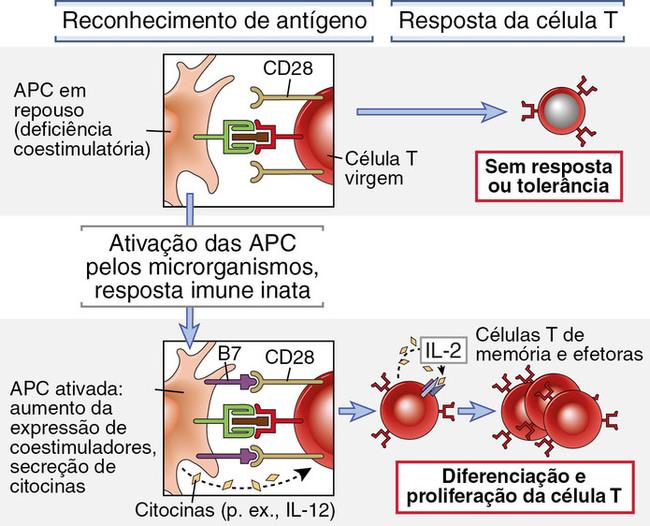 Reconhecimento de antígeno
Resposta da célula T
CD28
APC em
repouso
(deficiência
coestimulatória)
Célula T
virgem
Sem resposta
ou tolerância
Ativação das APC
pelos microrganismos,
resposta imune inata
B7
CD28
IL-2
Células T de
memória e efetoras
APC ativada:
aumento da
expressão de
coestimuladores,
secreção de
citocinas
Citocinas (p. ex., IL-12)
Diferenciação e
proliferação da célula T